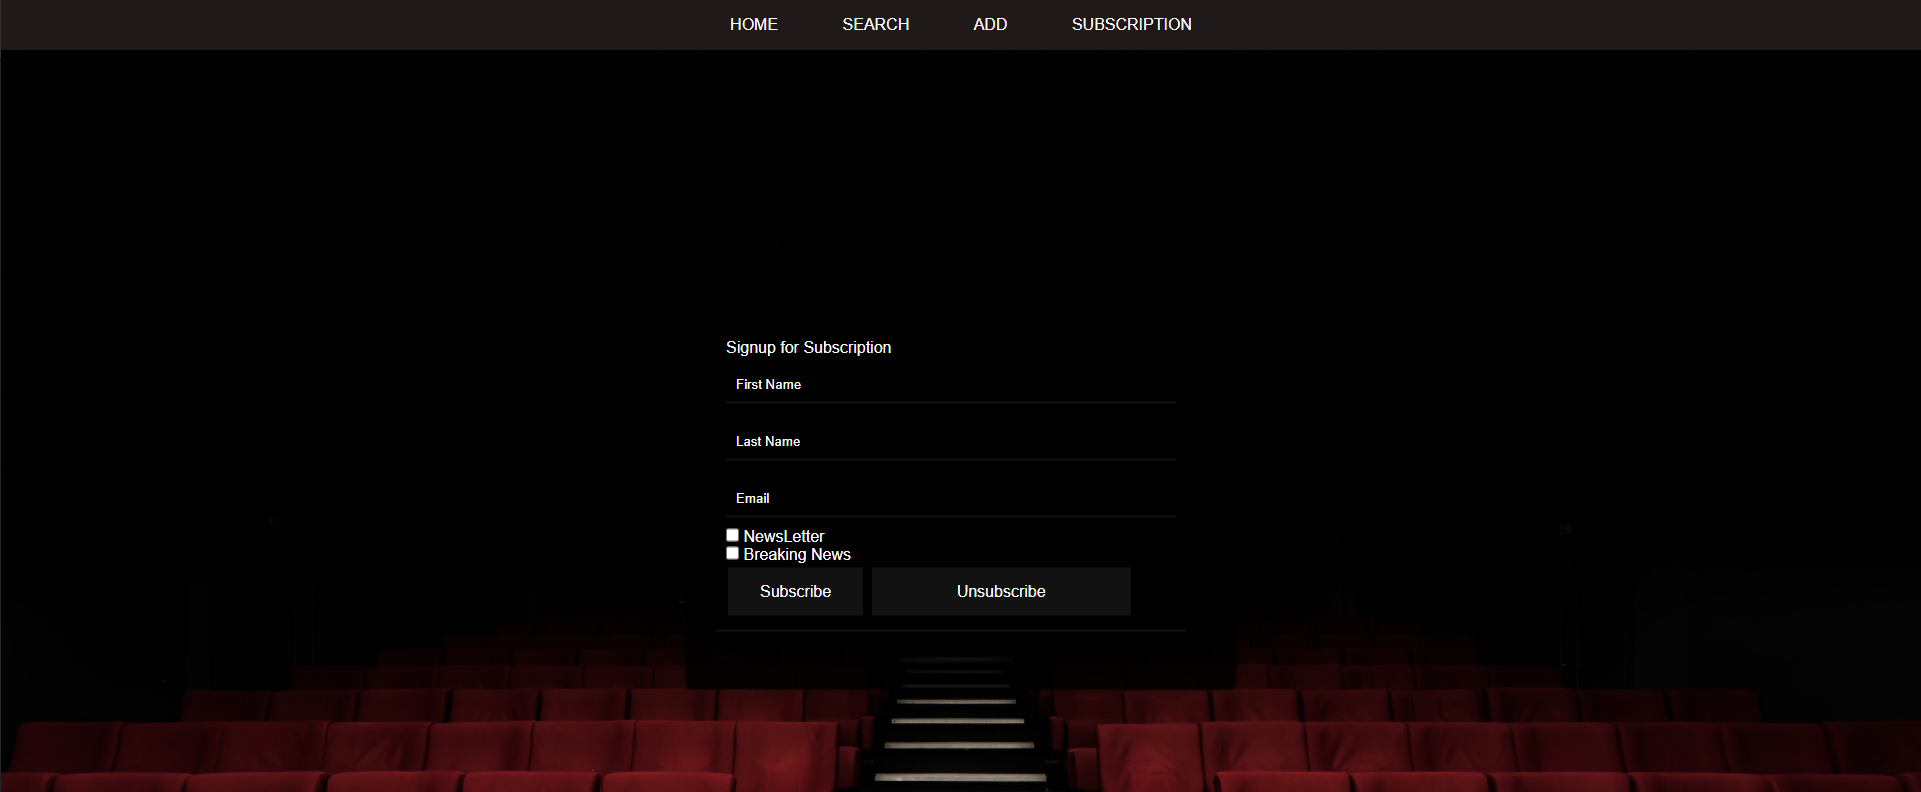 HOME SEARCH ADD SUBSCRIPTION
Signup for Subscription
First Name
Last Name
Email
NewsLetter
Breaking News
Subscribe Unsubscribe